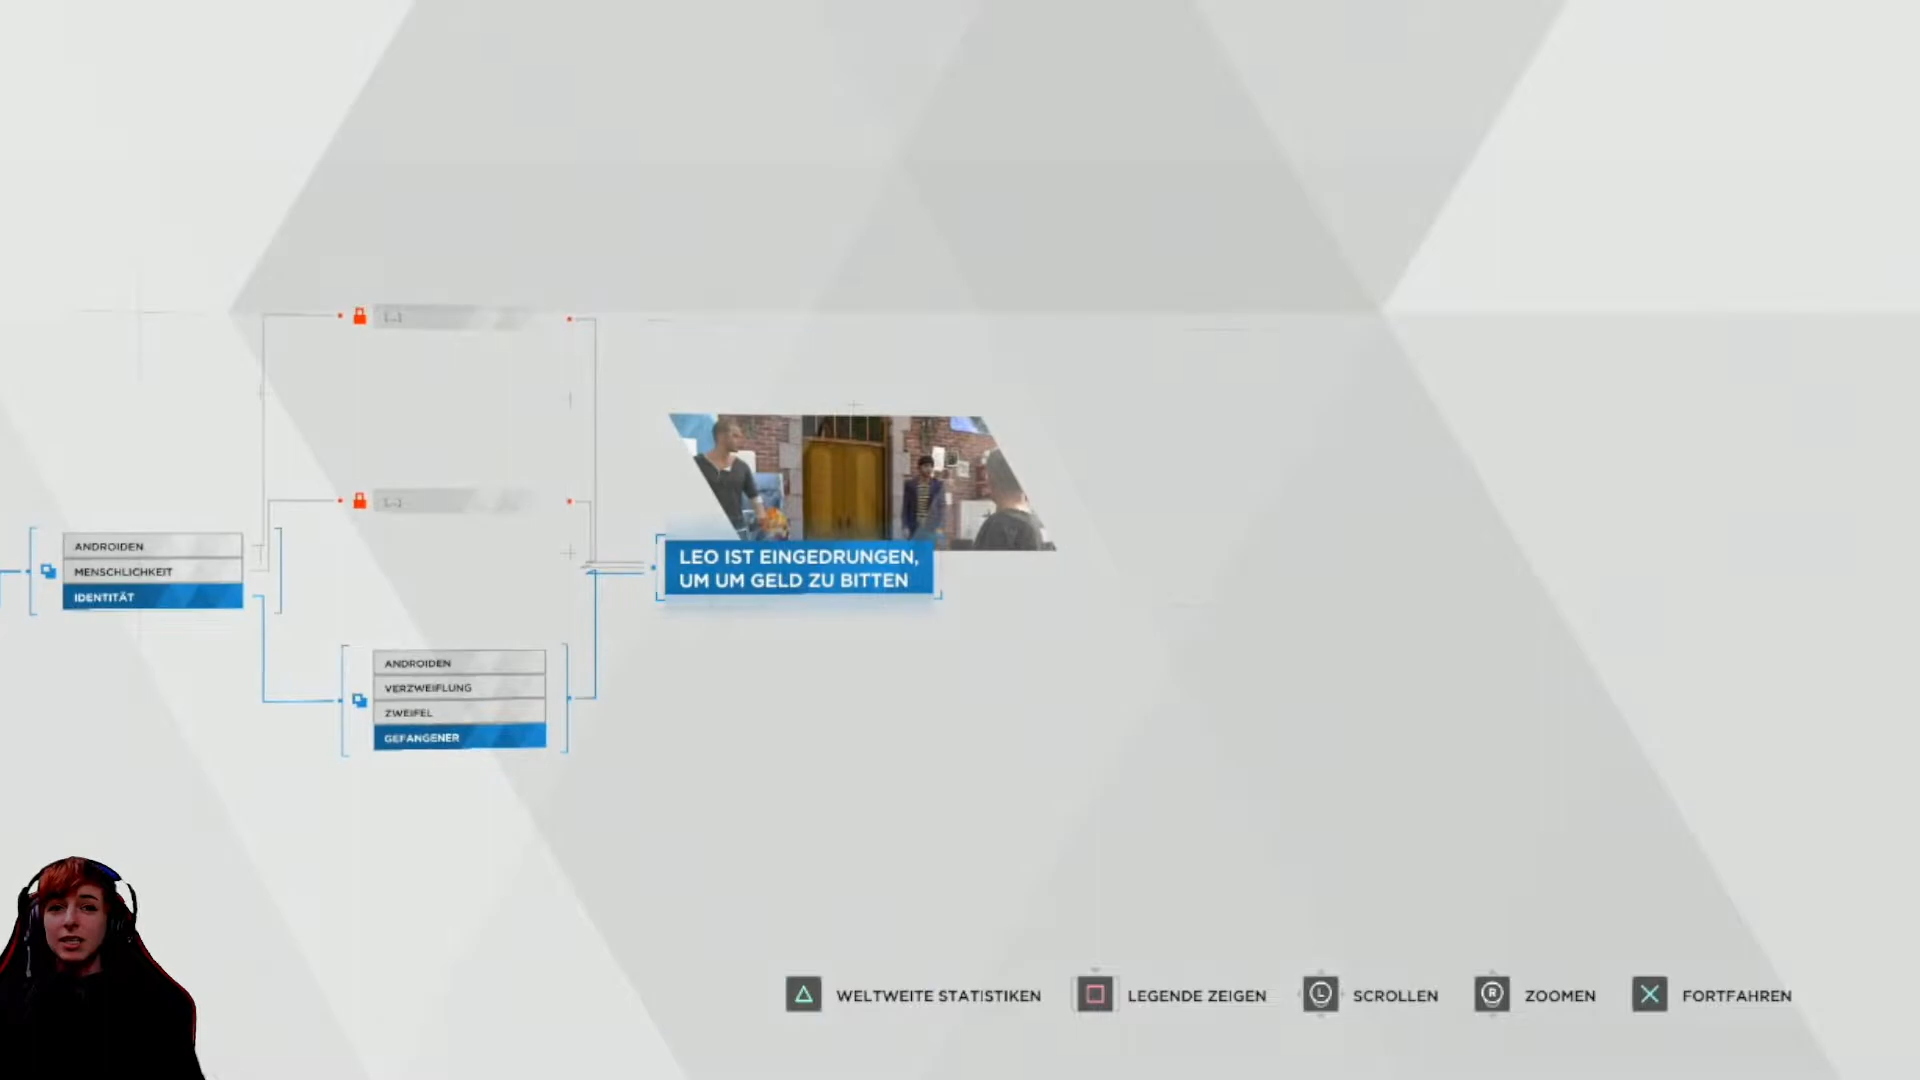 [...]
[...]
ANDROIDEN
MENSCHLICHKEIT
IDENTITÄT
LEO IST EINGEDRUNGEN,
UM UM GELD ZU BITTEN
ANDROIDEN
VERZWEIFLUNG
ZWEIFEL
GEFANGENER
WELTWEITE STATISTIKEN
LEGENDE ZEIGEN
L SCROLLEN
R ZOOMEN
FORTFAHREN